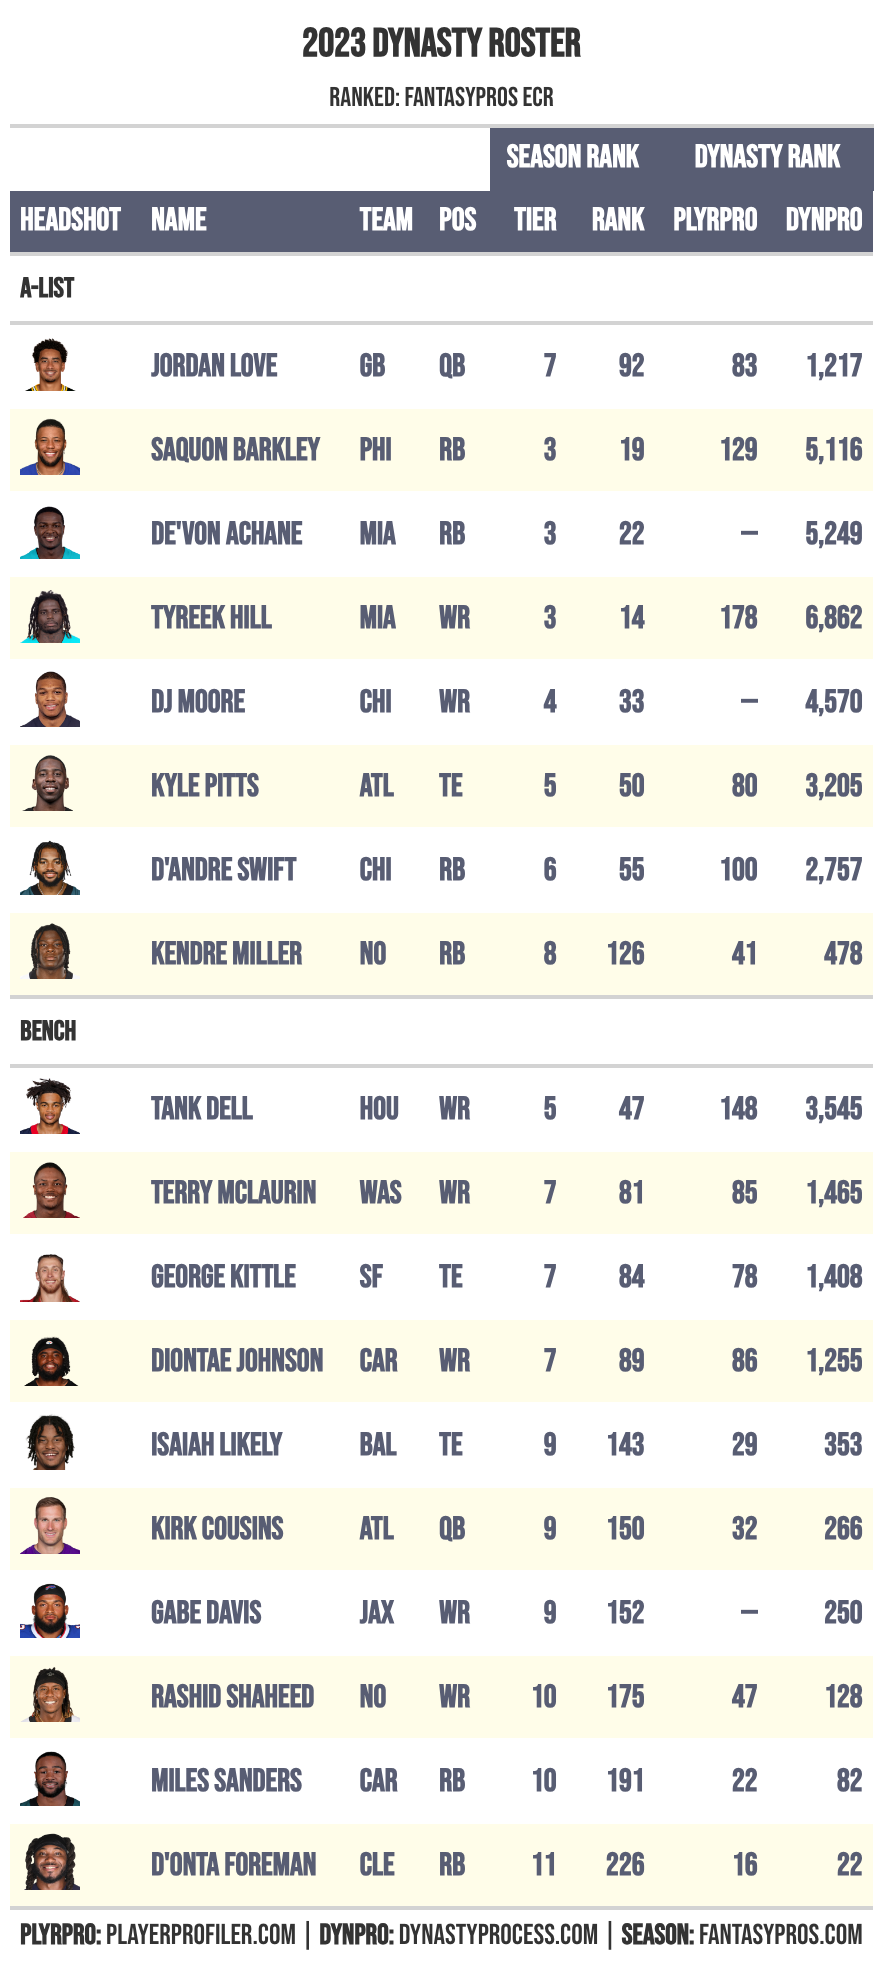 2023 DYNASTY ROSTER
RANKED: FANTASYPROS ECR
SEASON RANK DYNASTY RANK
HEADSHOT NAME TEAM POS TIER RANK PLYRPRO DYNPRO
A-LIST
JORDAN LOVE GB QB 7 92 83 1,217
SAQUON BARKLEY PHI RB 3 19 129 5,116
DE'VON ACHANE MIA RB 3 22 — 5,249
TYREEK HILL MIA WR 3 14 178 6,862
DJ MOORE CHI WR 4 33 — 4,570
KYLE PITTS ATL TE 5 50 80 3,205
D'ANDRE SWIFT CHI RB 6 55 100 2,757
KENDRE MILLER NO RB 8 126 41 478
BENCH
TANK DELL HOU WR 5 47 148 3,545
TERRY MCLAURIN WAS WR 7 81 85 1,465
GEORGE KITTLE SF TE 7 84 78 1,408
DIONTAE JOHNSON CAR WR 7 89 86 1,255
ISAIAH LIKELY BAL TE 9 143 29 353
KIRK COUSINS ATL QB 9 150 32 266
GABE DAVIS JAX WR 9 152 — 250
RASHID SHAHEED NO WR 10 175 47 128
MILES SANDERS CAR RB 10 191 22 82
D'ONTA FOREMAN CLE RB 11 226 16 22
PLYRPRO: PLAYERPROFILER.COM | DYNPRO: DYNASTYPROCESS.COM | SEASON: FANTASYPROS.COM